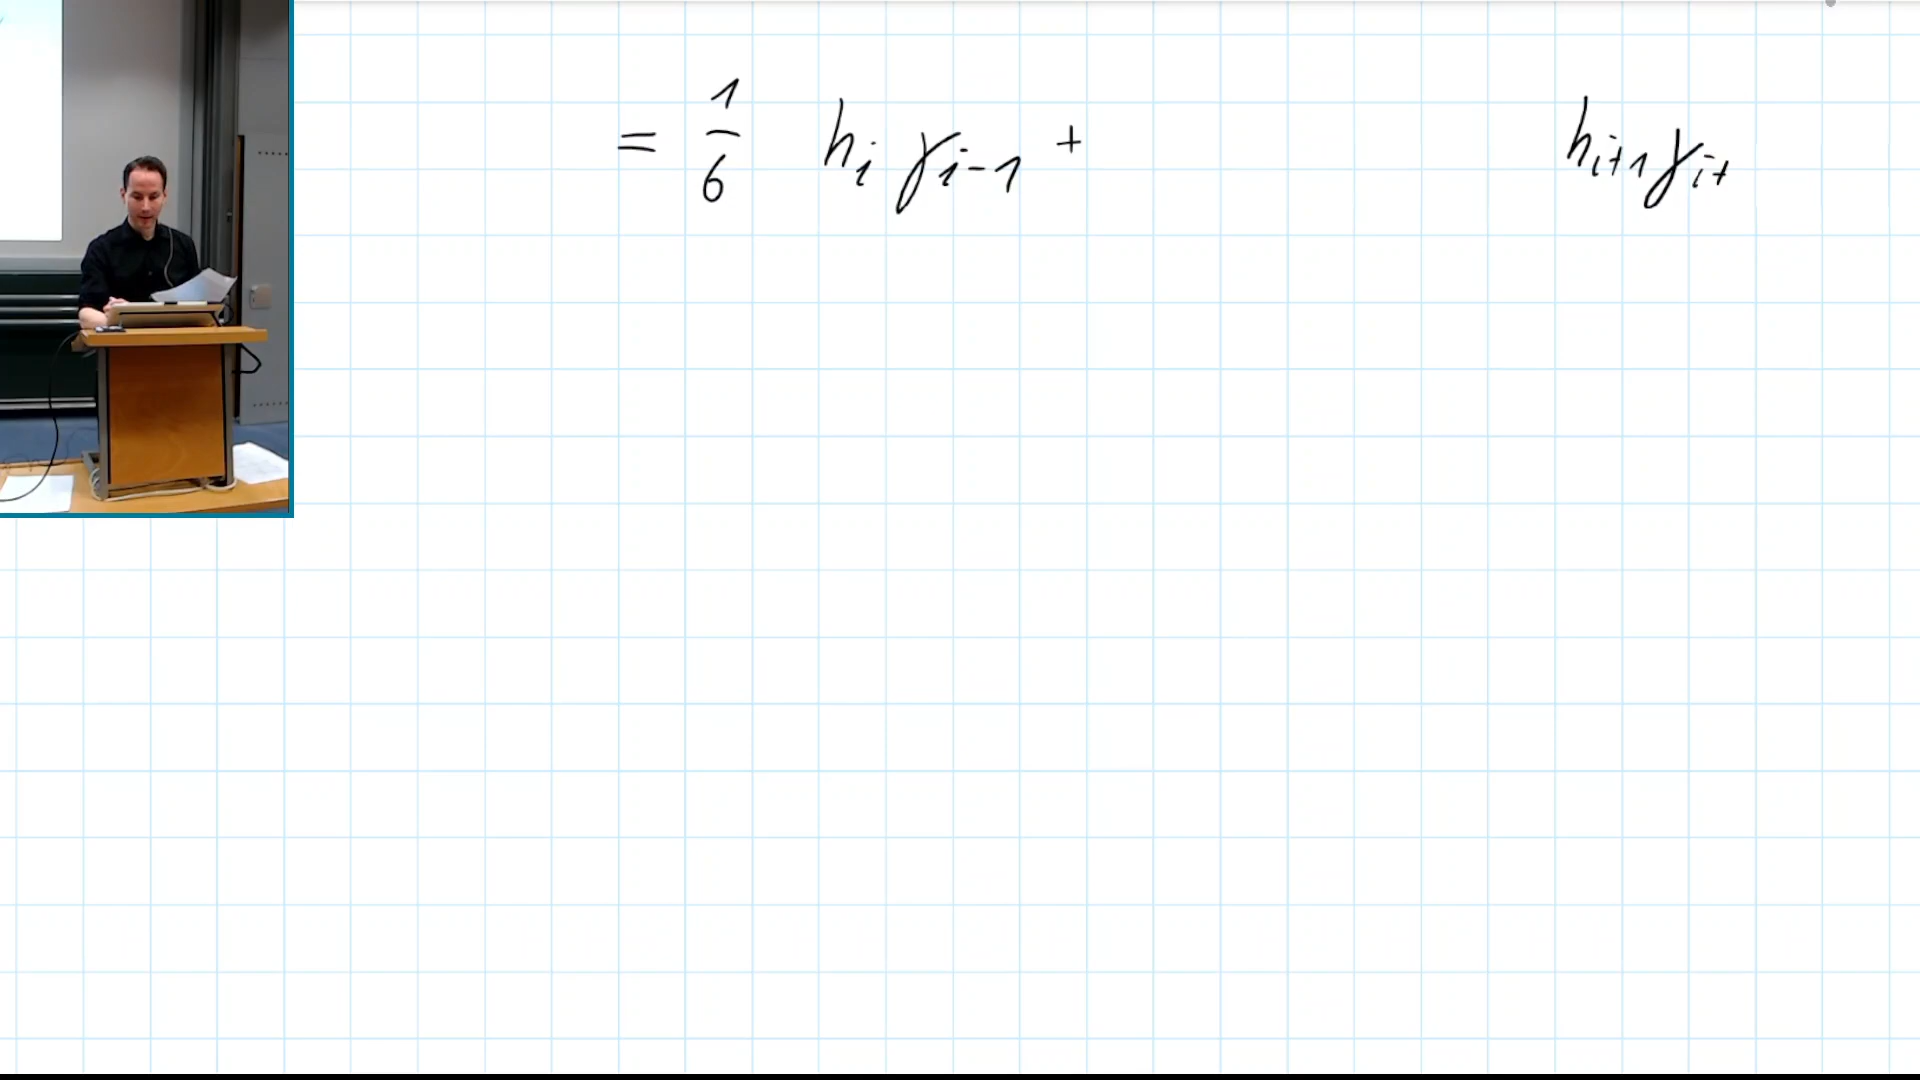 = 1/6 h_i γ_{i-1} + h_{i+1} γ_{i+